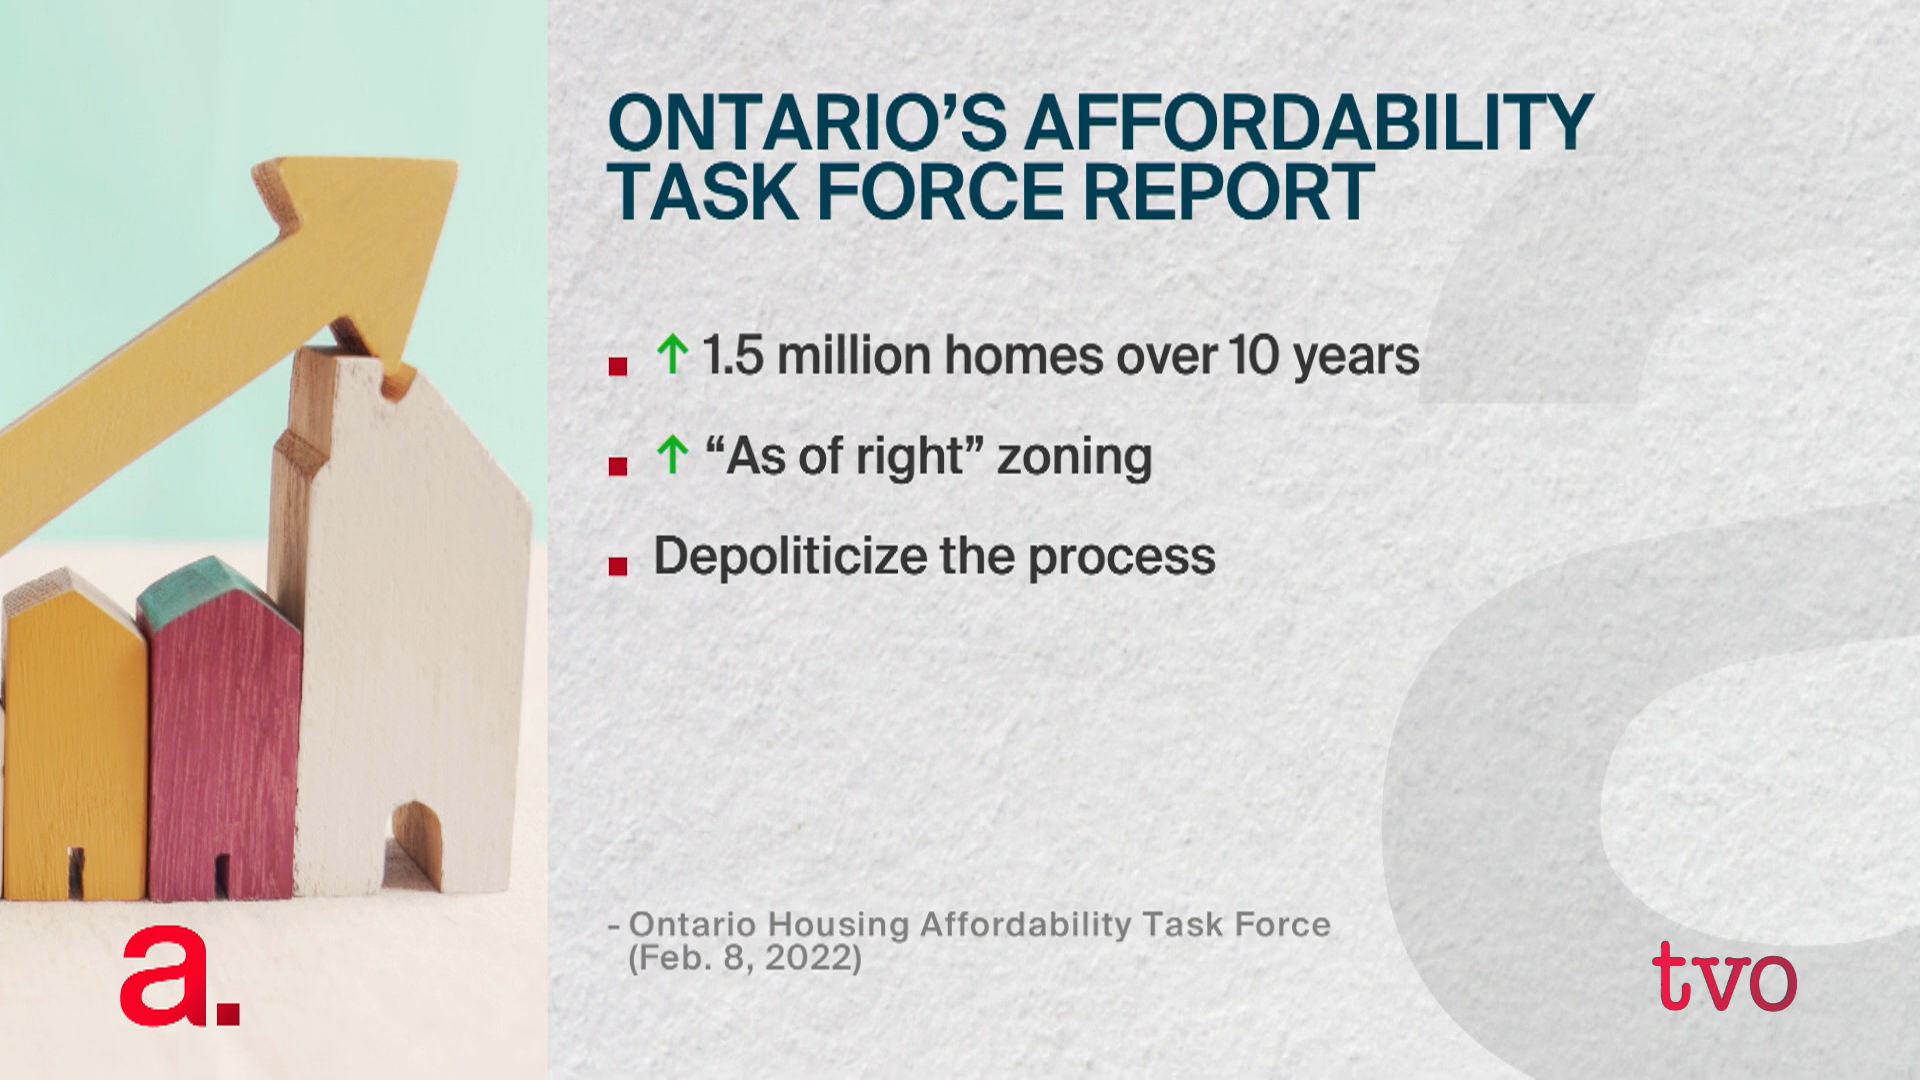 ONTARIO’S AFFORDABILITY
TASK FORCE REPORT
▪ ↑ 1.5 million homes over 10 years
▪ ↑ “As of right” zoning
▪ Depoliticize the process
- Ontario Housing Affordability Task Force
(Feb. 8, 2022)
a.
tvo